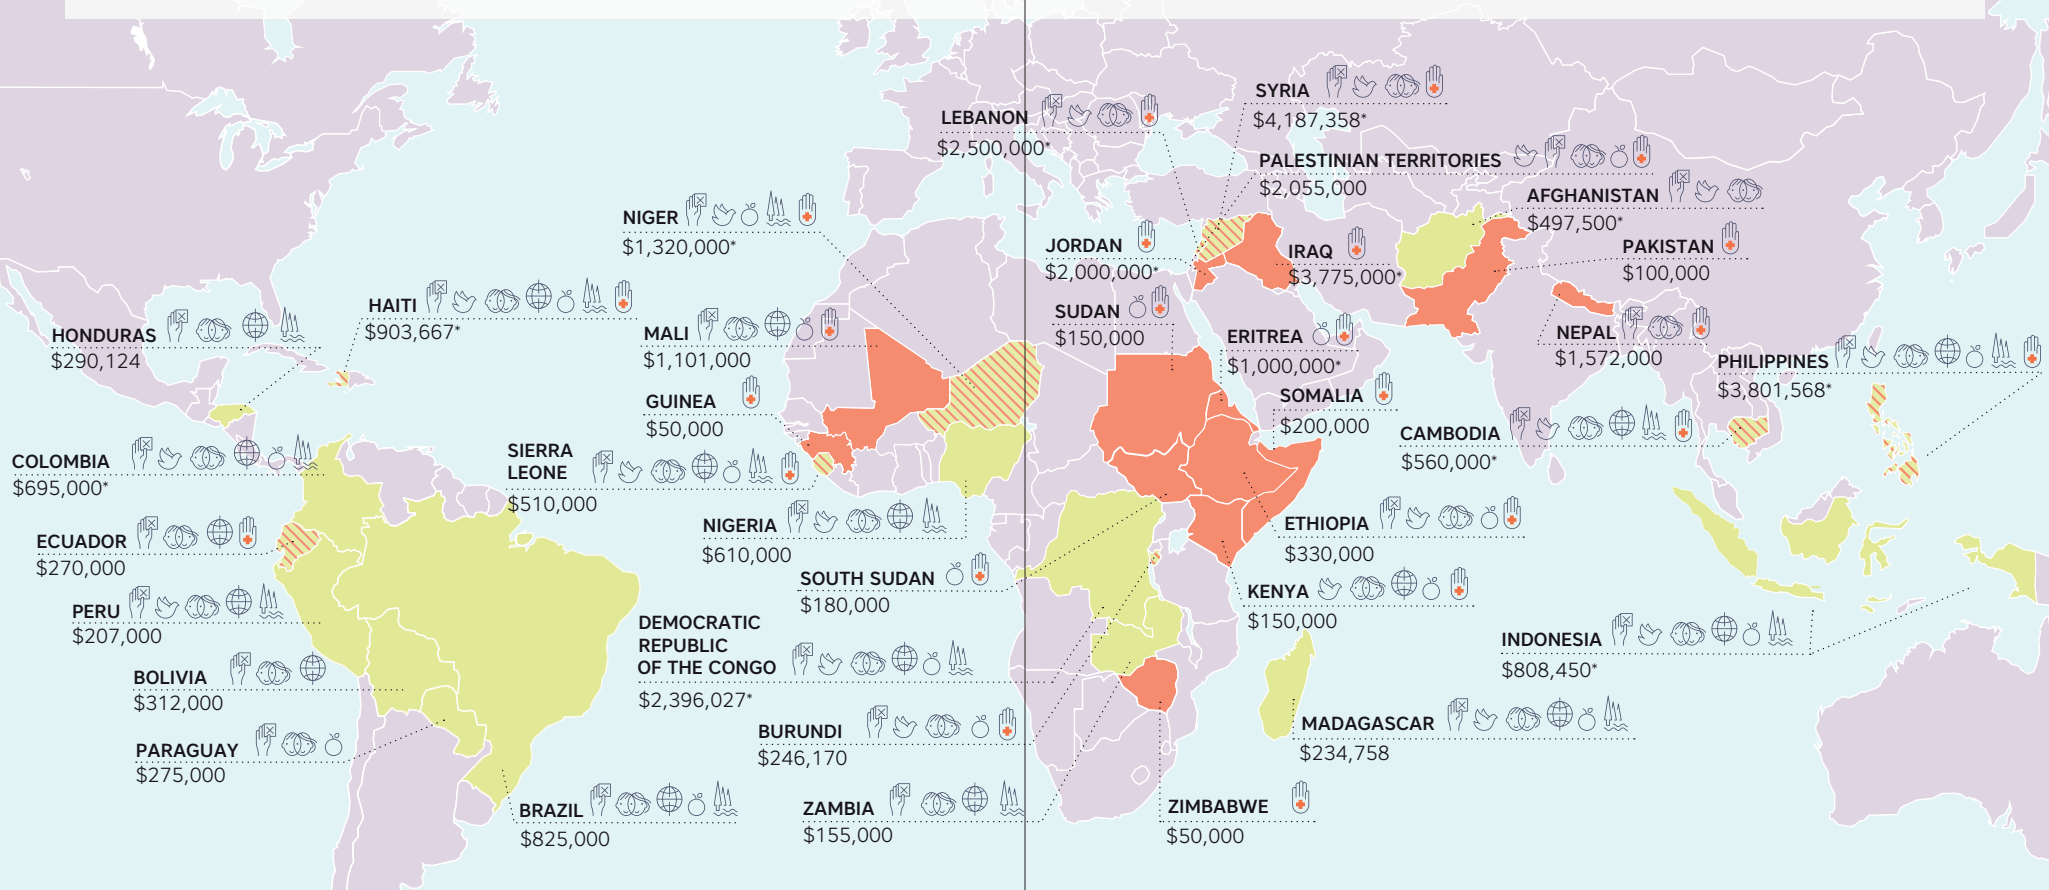 SYRIA
$4,187,358*
LEBANON
$2,500,000*
PALESTINIAN TERRITORIES
$2,055,000
AFGHANISTAN
$497,500*
NIGER
$1,320,000*
JORDAN
$2,000,000*
IRAQ
$3,775,000*
PAKISTAN
$100,000
HAITI
$903,667*
HONDURAS
$290,124
MALI
$1,101,000
SUDAN
$150,000
ERITREA
$1,000,000*
NEPAL
$1,572,000
PHILIPPINES
$3,801,568*
GUINEA
$50,000
SOMALIA
$200,000
CAMBODIA
$560,000*
COLOMBIA
$695,000*
SIERRA
LEONE
$510,000
NIGERIA
$610,000
ETHIOPIA
$330,000
ECUADOR
$270,000
SOUTH SUDAN
$180,000
KENYA
$150,000
PERU
$207,000
DEMOCRATIC
REPUBLIC
OF THE CONGO
$2,396,027*
INDONESIA
$808,450*
BOLIVIA
$312,000
BURUNDI
$246,170
MADAGASCAR
$234,758
PARAGUAY
$275,000
BRAZIL
$825,000
ZAMBIA
$155,000
ZIMBABWE
$50,000